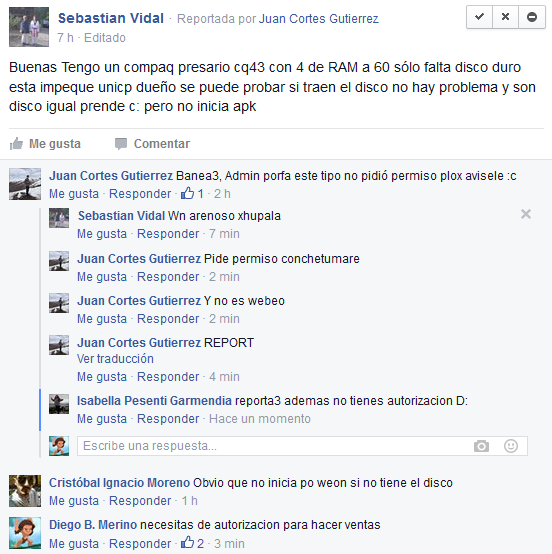 Sebastian Vidal · Reportada por Juan Cortes Gutierrez
7 h · Editado
Buenas Tengo un compaq presario cq43 con 4 de RAM a 60 sólo falta disco duro
esta impeque unicp dueño se puede probar si traen el disco no hay problema y son
disco igual prende c: pero no inicia apk
Me gusta Comentar
Juan Cortes Gutierrez Banea3, Admin porfa este tipo no pidió permiso plox avisele :c
Me gusta · Responder · 1 · 2 h
Sebastian Vidal Wn arenoso xhupala
Me gusta · Responder · 7 min
Juan Cortes Gutierrez Pide permiso conchetumare
Me gusta · Responder · 2 min
Juan Cortes Gutierrez Y no es webeo
Me gusta · Responder · 2 min
Juan Cortes Gutierrez REPORT
Ver traducción
Me gusta · Responder · 4 min
Isabella Pesenti Garmendia reporta3 ademas no tienes autorizacion D:
Me gusta · Responder · Hace un momento
Escribe una respuesta...
Cristóbal Ignacio Moreno Obvio que no inicia po weon si no tiene el disco
Me gusta · Responder · 1 h
Diego B. Merino necesitas de autorizacion para hacer ventas
Me gusta · Responder · 2 · 3 min